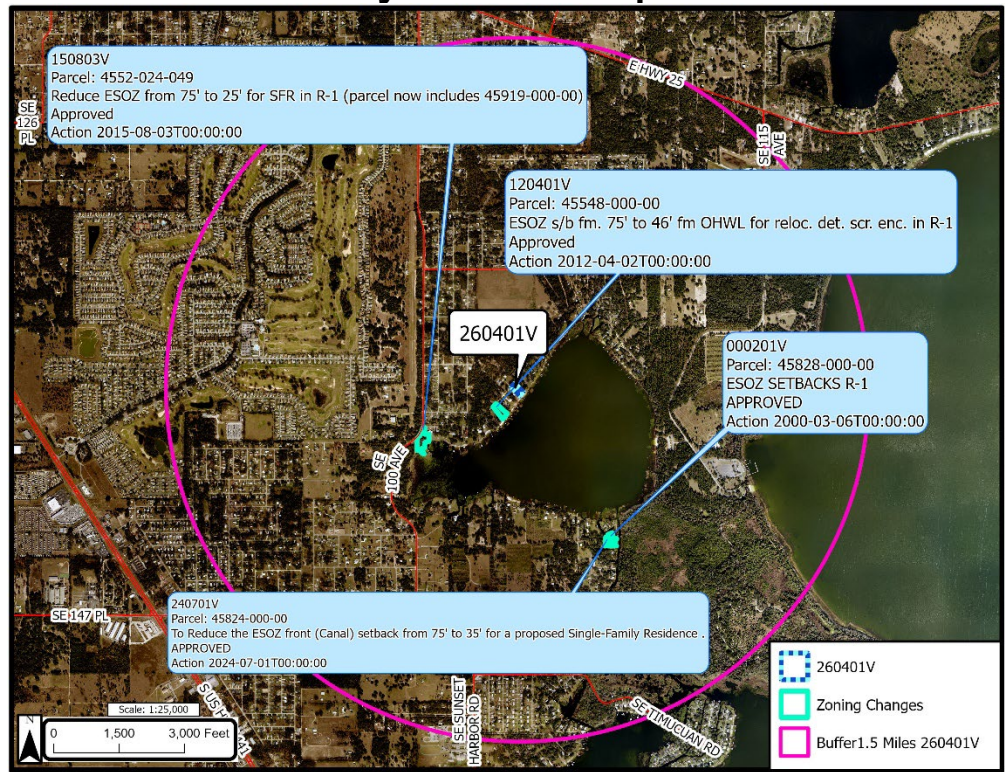 150803V
Parcel: 4552-024-049
Reduce ESOZ from 75' to 25' for SFR in R-1 (parcel now includes 45919-000-00)
Approved
Action 2015-08-03T00:00:00
E HWY 25
SE 126 PL
SE 115 AVE
120401V
Parcel: 45548-000-00
ESOZ s/b fm. 75' to 46' fm OHWL for reloc. det. scr. enc. in R-1
Approved
Action 2012-04-02T00:00:00
260401V
000201V
Parcel: 45828-000-00
ESOZ SETBACKS R-1
APPROVED
Action 2000-03-06T00:00:00
SE 100 AVE
240701V
Parcel: 45824-000-00
To Reduce the ESOZ front (Canal) setback from 75' to 35' for a proposed Single-Family Residence .
APPROVED
Action 2024-07-01T00:00:00
SE 147 PL
S US HWY 441
SE SUNSET HARBOR RD
SE TIMUCUAN RD
Scale: 1:25,000
0 1,500 3,000 Feet
N
260401V
Zoning Changes
Buffer1.5 Miles 260401V